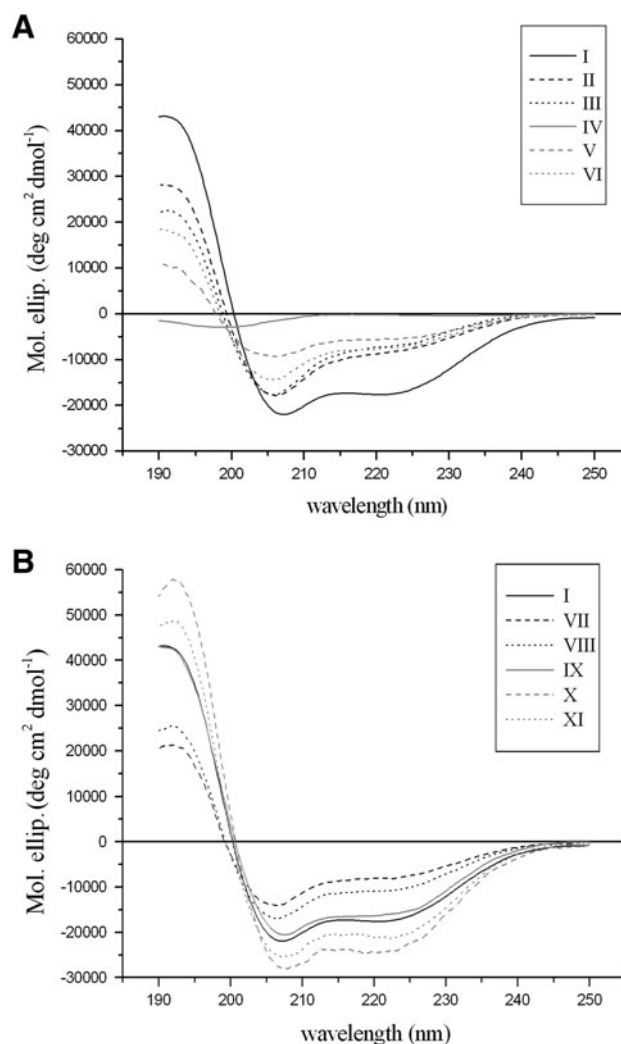 A
60000
50000
40000
30000
20000
10000
0
-10000
-20000
-30000
Mol. ellip. (deg cm² dmol⁻¹)
190 200 210 220 230 240 250
wavelength (nm)
I
II
III
IV
V
VI
B
60000
50000
40000
30000
20000
10000
0
-10000
-20000
-30000
Mol. ellip. (deg cm² dmol⁻¹)
190 200 210 220 230 240 250
wavelength (nm)
I
VII
VIII
IX
X
XI